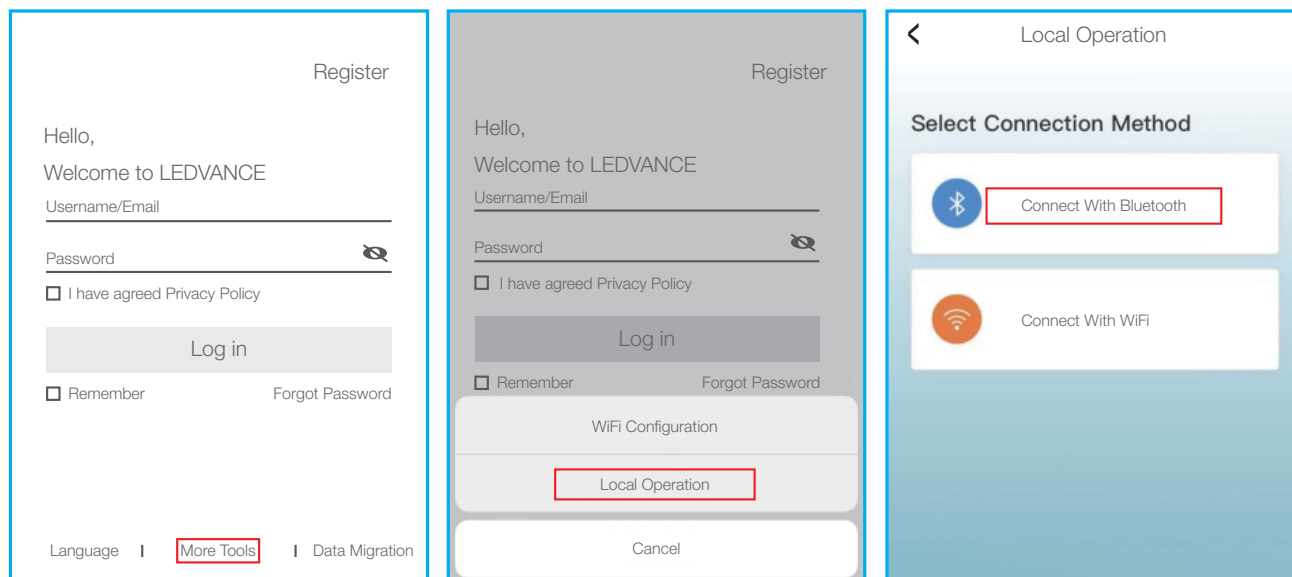 Register
Hello,
Welcome to LEDVANCE
Username/Email
Password
I have agreed Privacy Policy
Log in
Remember Forgot Password
Language I More Tools I Data Migration
Register
Hello,
Welcome to LEDVANCE
Username/Email
Password
I have agreed Privacy Policy
Log in
Remember Forgot Password
WiFi Configuration
Local Operation
Cancel
Local Operation
Select Connection Method
Connect With Bluetooth
Connect With WiFi